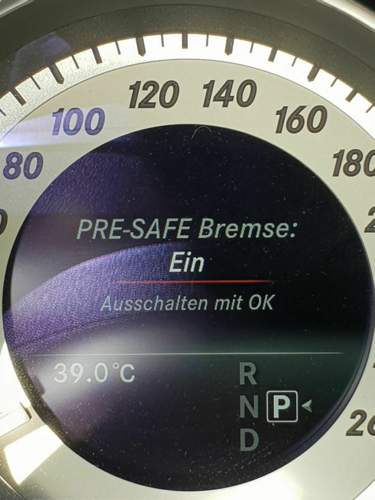 120 140
100 160
80 180
PRE-SAFE Bremse:
Ein
Ausschalten mit OK
39.0°C
R
N P
D